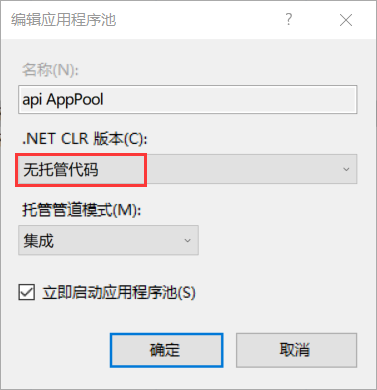 编辑应用程序池
名称(N):
api AppPool
.NET CLR 版本(C):
无托管代码
托管管道模式(M):
集成
立即启动应用程序池(S)
确定 取消